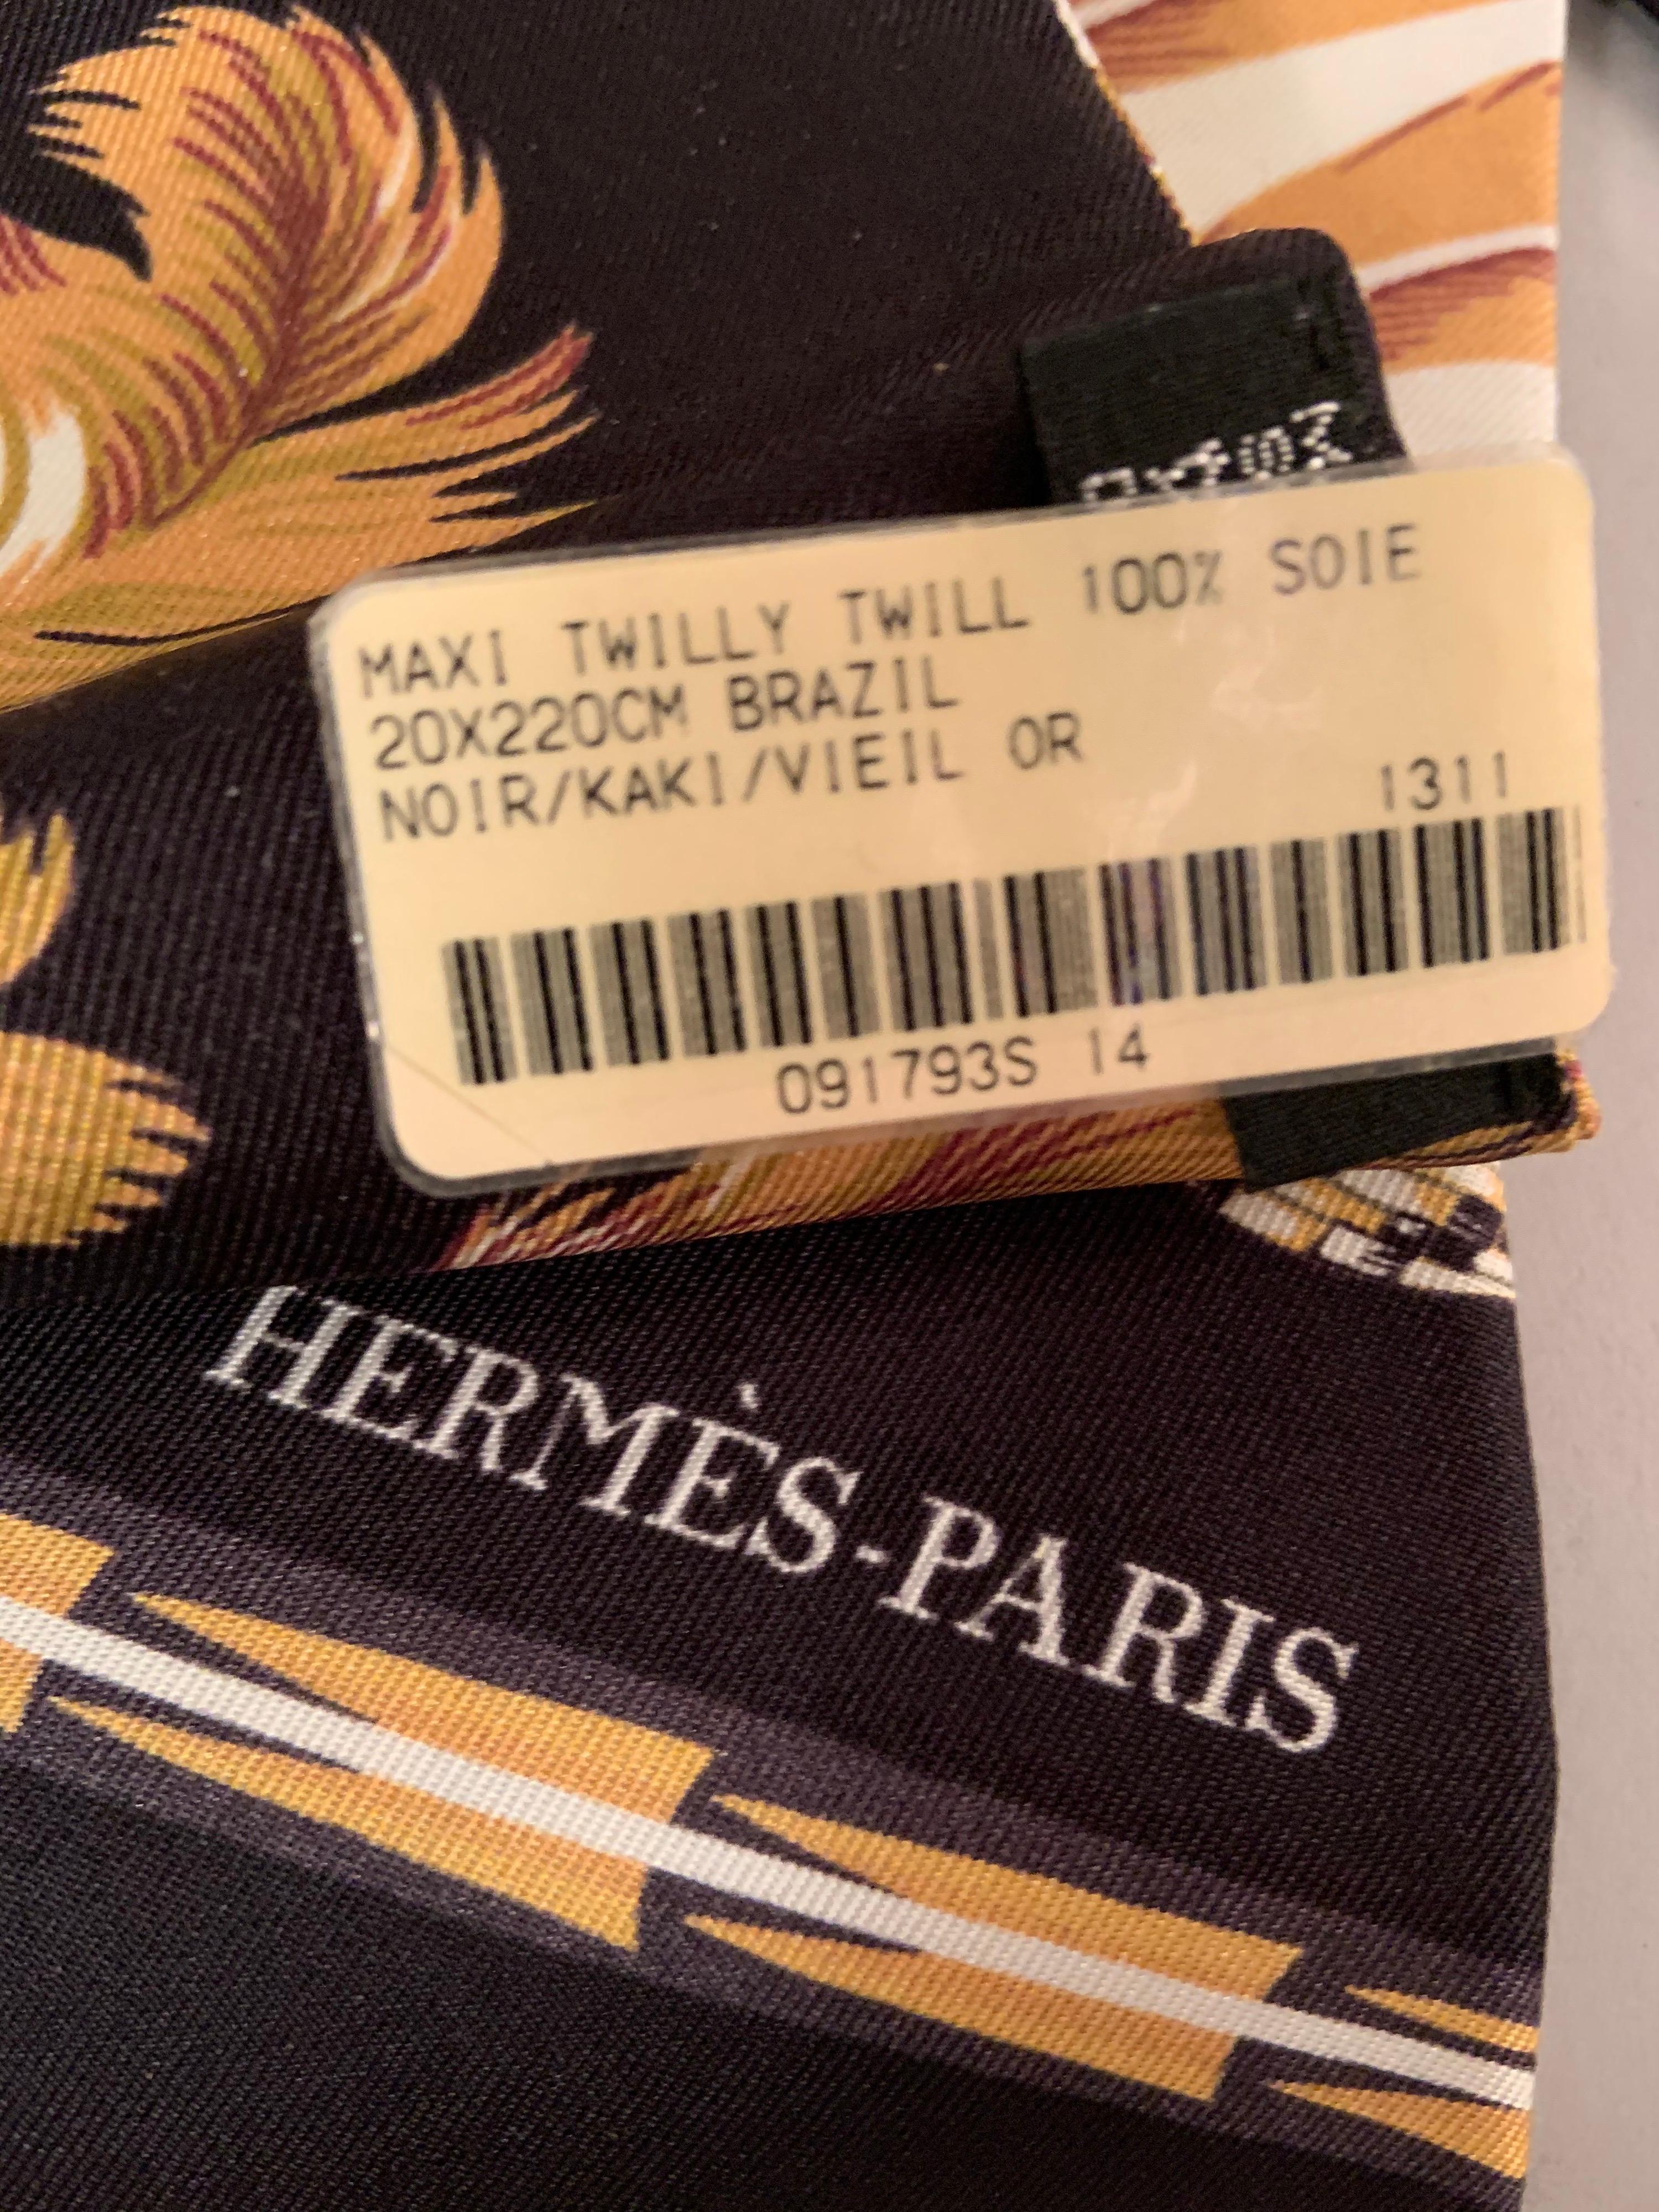 MAXI TWILLY TWILL 100% SOIE
20X220CM BRAZIL
NOIR/KAKI/VIEIL OR
1311
091793S 14
HERMÈS-PARIS